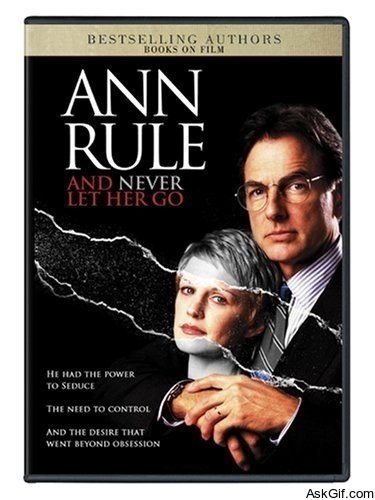 BESTSELLING AUTHORS
BOOKS ON FILM
ANN
RULE
AND NEVER
LET HER GO
HE HAD THE POWER
TO SEDUCE
THE NEED TO CONTROL
AND THE DESIRE THAT
WENT BEYOND OBSESSION
AskGif.com